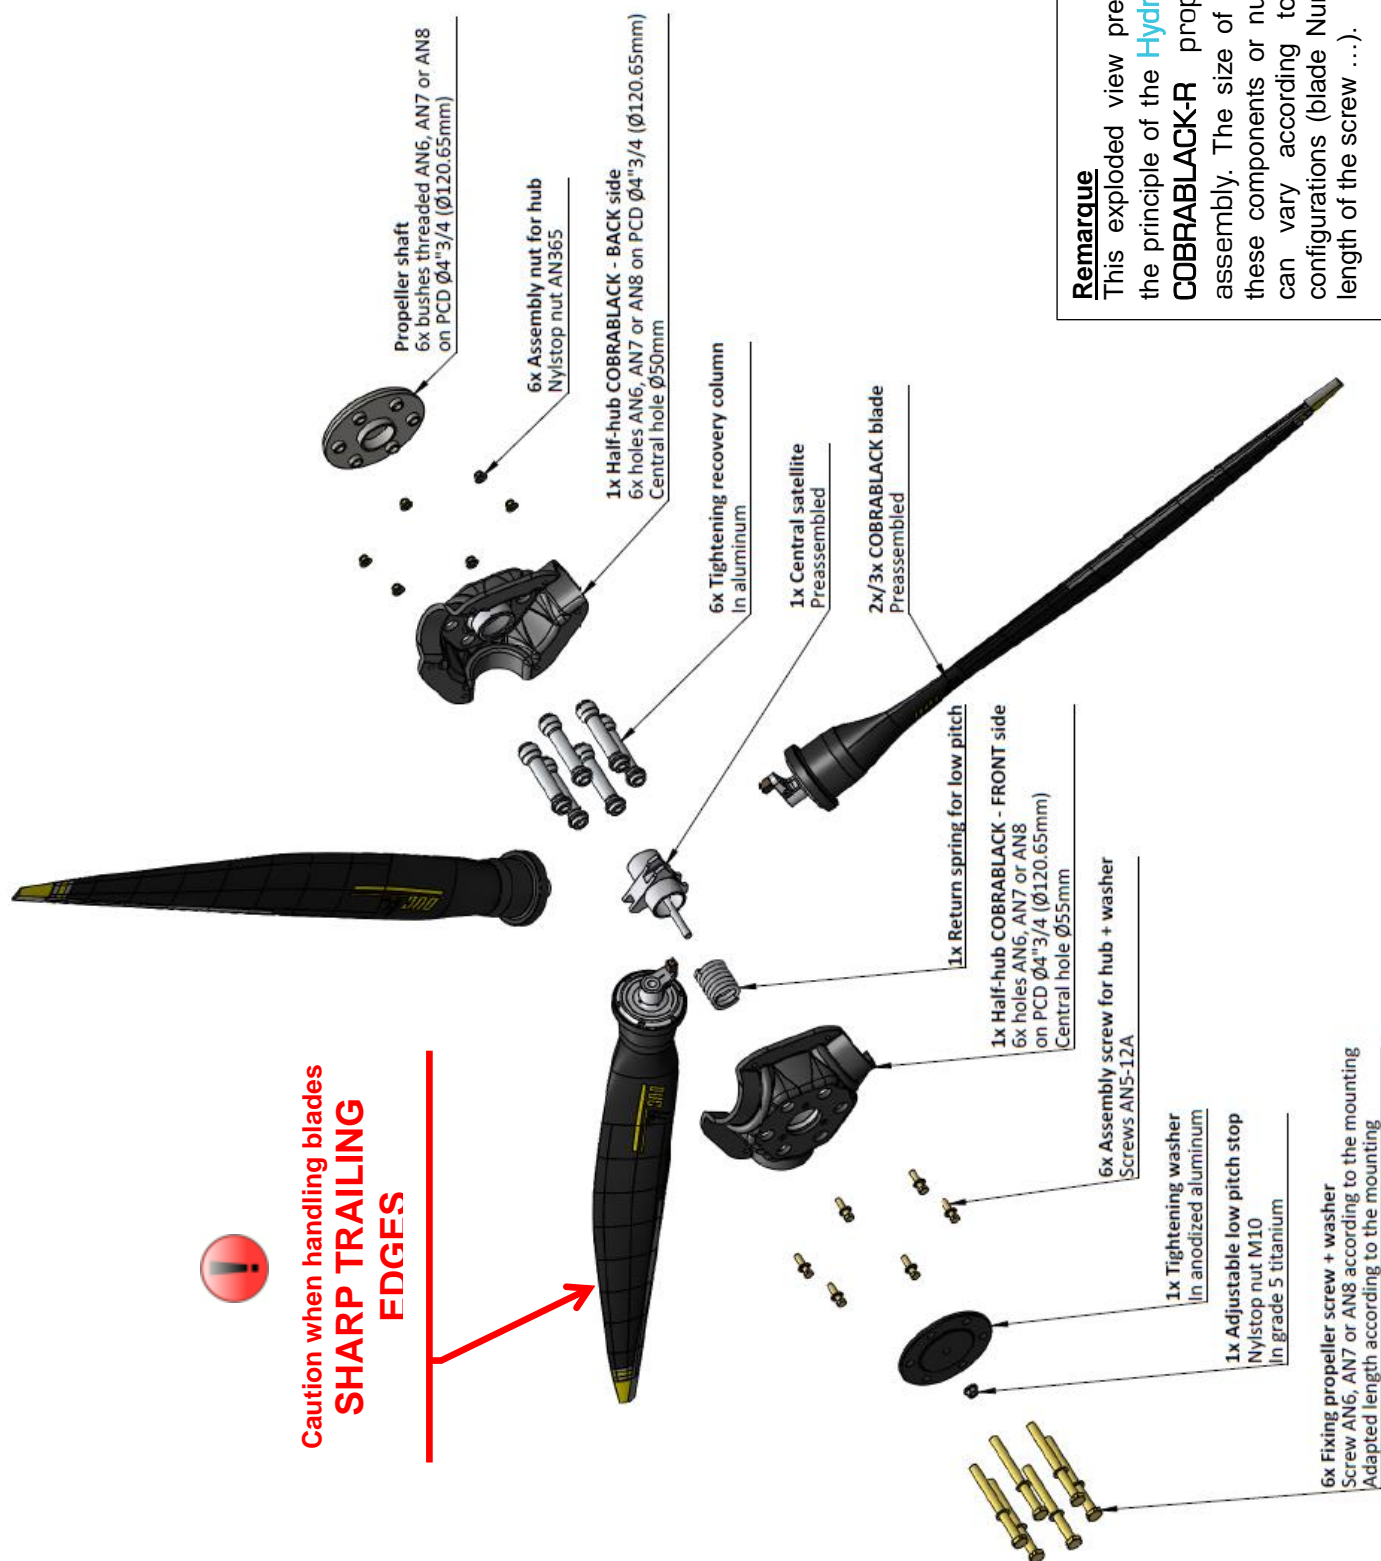 Caution when handling blades
SHARP TRAILING
EDGES
Propeller shaft
6x bushes threaded AN6, AN7 or AN8
on PCD Ø4"3/4 (Ø120.65mm)
6x Assembly nut for hub
Nylstop nut AN365
1x Half-hub COBRABLACK - BACK side
6x holes AN6, AN7 or AN8 on PCD Ø4"3/4 (Ø120.65mm)
Central hole Ø50mm
6x Tightening recovery column
In aluminum
1x Central satellite
Preassembled
2x/3x COBRABLACK blade
Preassembled
1x Return spring for low pitch
1x Half-hub COBRABLACK - FRONT side
6x holes AN6, AN7 or AN8
on PCD Ø4"3/4 (Ø120.65mm)
Central hole Ø55mm
6x Assembly screw for hub + washer
Screws AN5-12A
1x Tightening washer
In anodized aluminum
1x Adjustable low pitch stop
Nylstop nut M10
In grade 5 titanium
6x Fixing propeller screw + washer
Screw AN6, AN7 or AN8 according to the mounting
Adapted length according to the mounting
Remarque
This exploded view
the principle of the
COBRABLACK-R
assembly. The size of
these components or
can vary according to
configurations (blade
length of the screw ...).